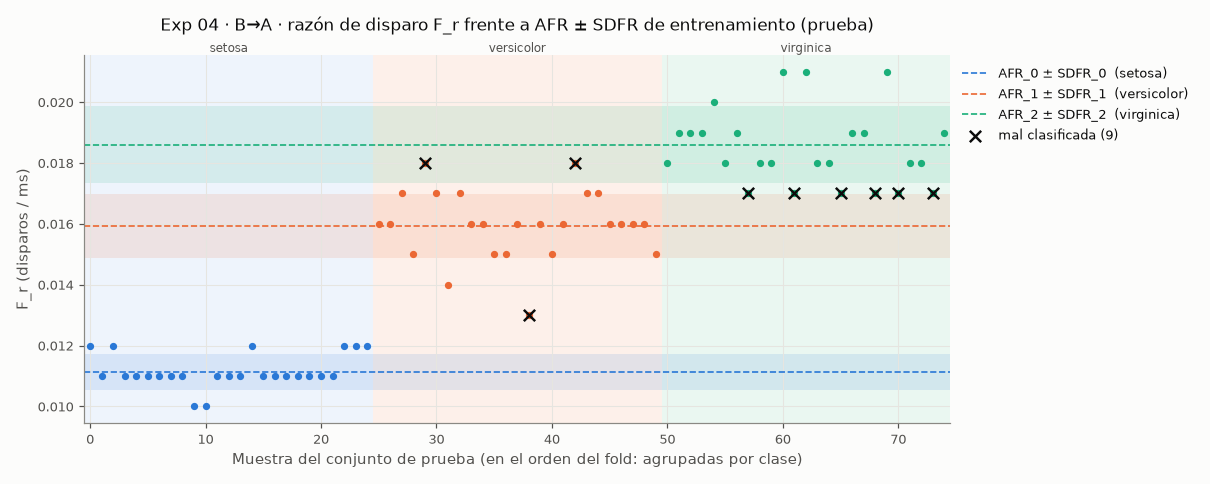 Exp 04 · B→A · razón de disparo F_r frente a AFR ± SDFR de entrenamiento (prueba)
setosa versicolor virginica
AFR_0 ± SDFR_0 (setosa)
AFR_1 ± SDFR_1 (versicolor)
AFR_2 ± SDFR_2 (virginica)
mal clasificada (9)
F_r (disparos / ms)
0.020
0.018
0.016
0.014
0.012
0.010
0 10 20 30 40 50 60 70
Muestra del conjunto de prueba (en el orden del fold: agrupadas por clase)